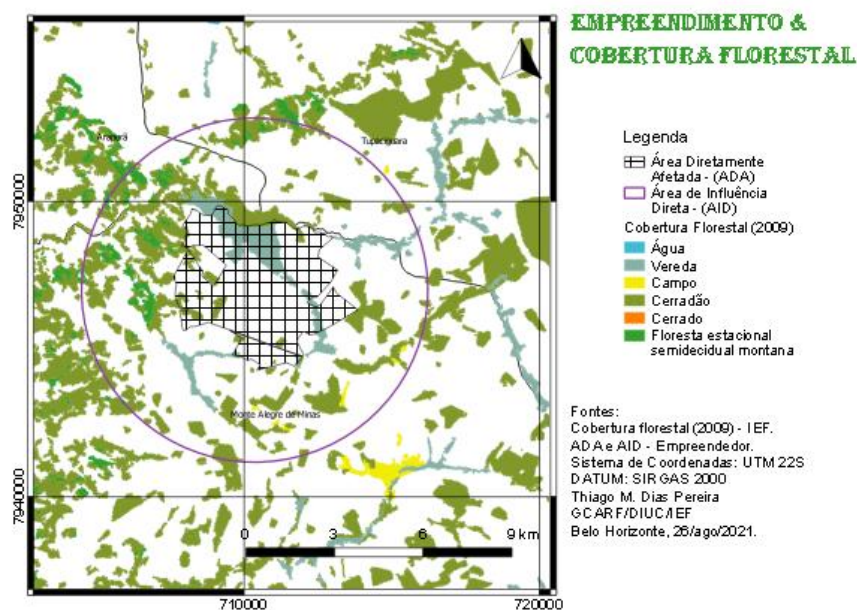 EMPREENDIMENTO &
COBERTURA FLORESTAL
Araporã
Tupaciguara
Monte Alegre de Minas
7950000
7940000
710000
720000
0 3 6 9 km
Legenda
Área Diretamente
Afetada - (ADA)
Área de Influência
Direta - (AID)
Cobertura Florestal (2009)
Água
Vereda
Campo
Cerradão
Cerrado
Floresta estacional
semidecidual montana
Fontes:
Cobertura florestal (2009) - IEF.
ADA e AID - Empreendedor.
Sistema de Coordenadas: UTM 22S
DATUM: SIRGAS 2000
Thiago M. Dias Pereira
GCARF/DIUC/IEF
Belo Horizonte, 26/ago/2021.